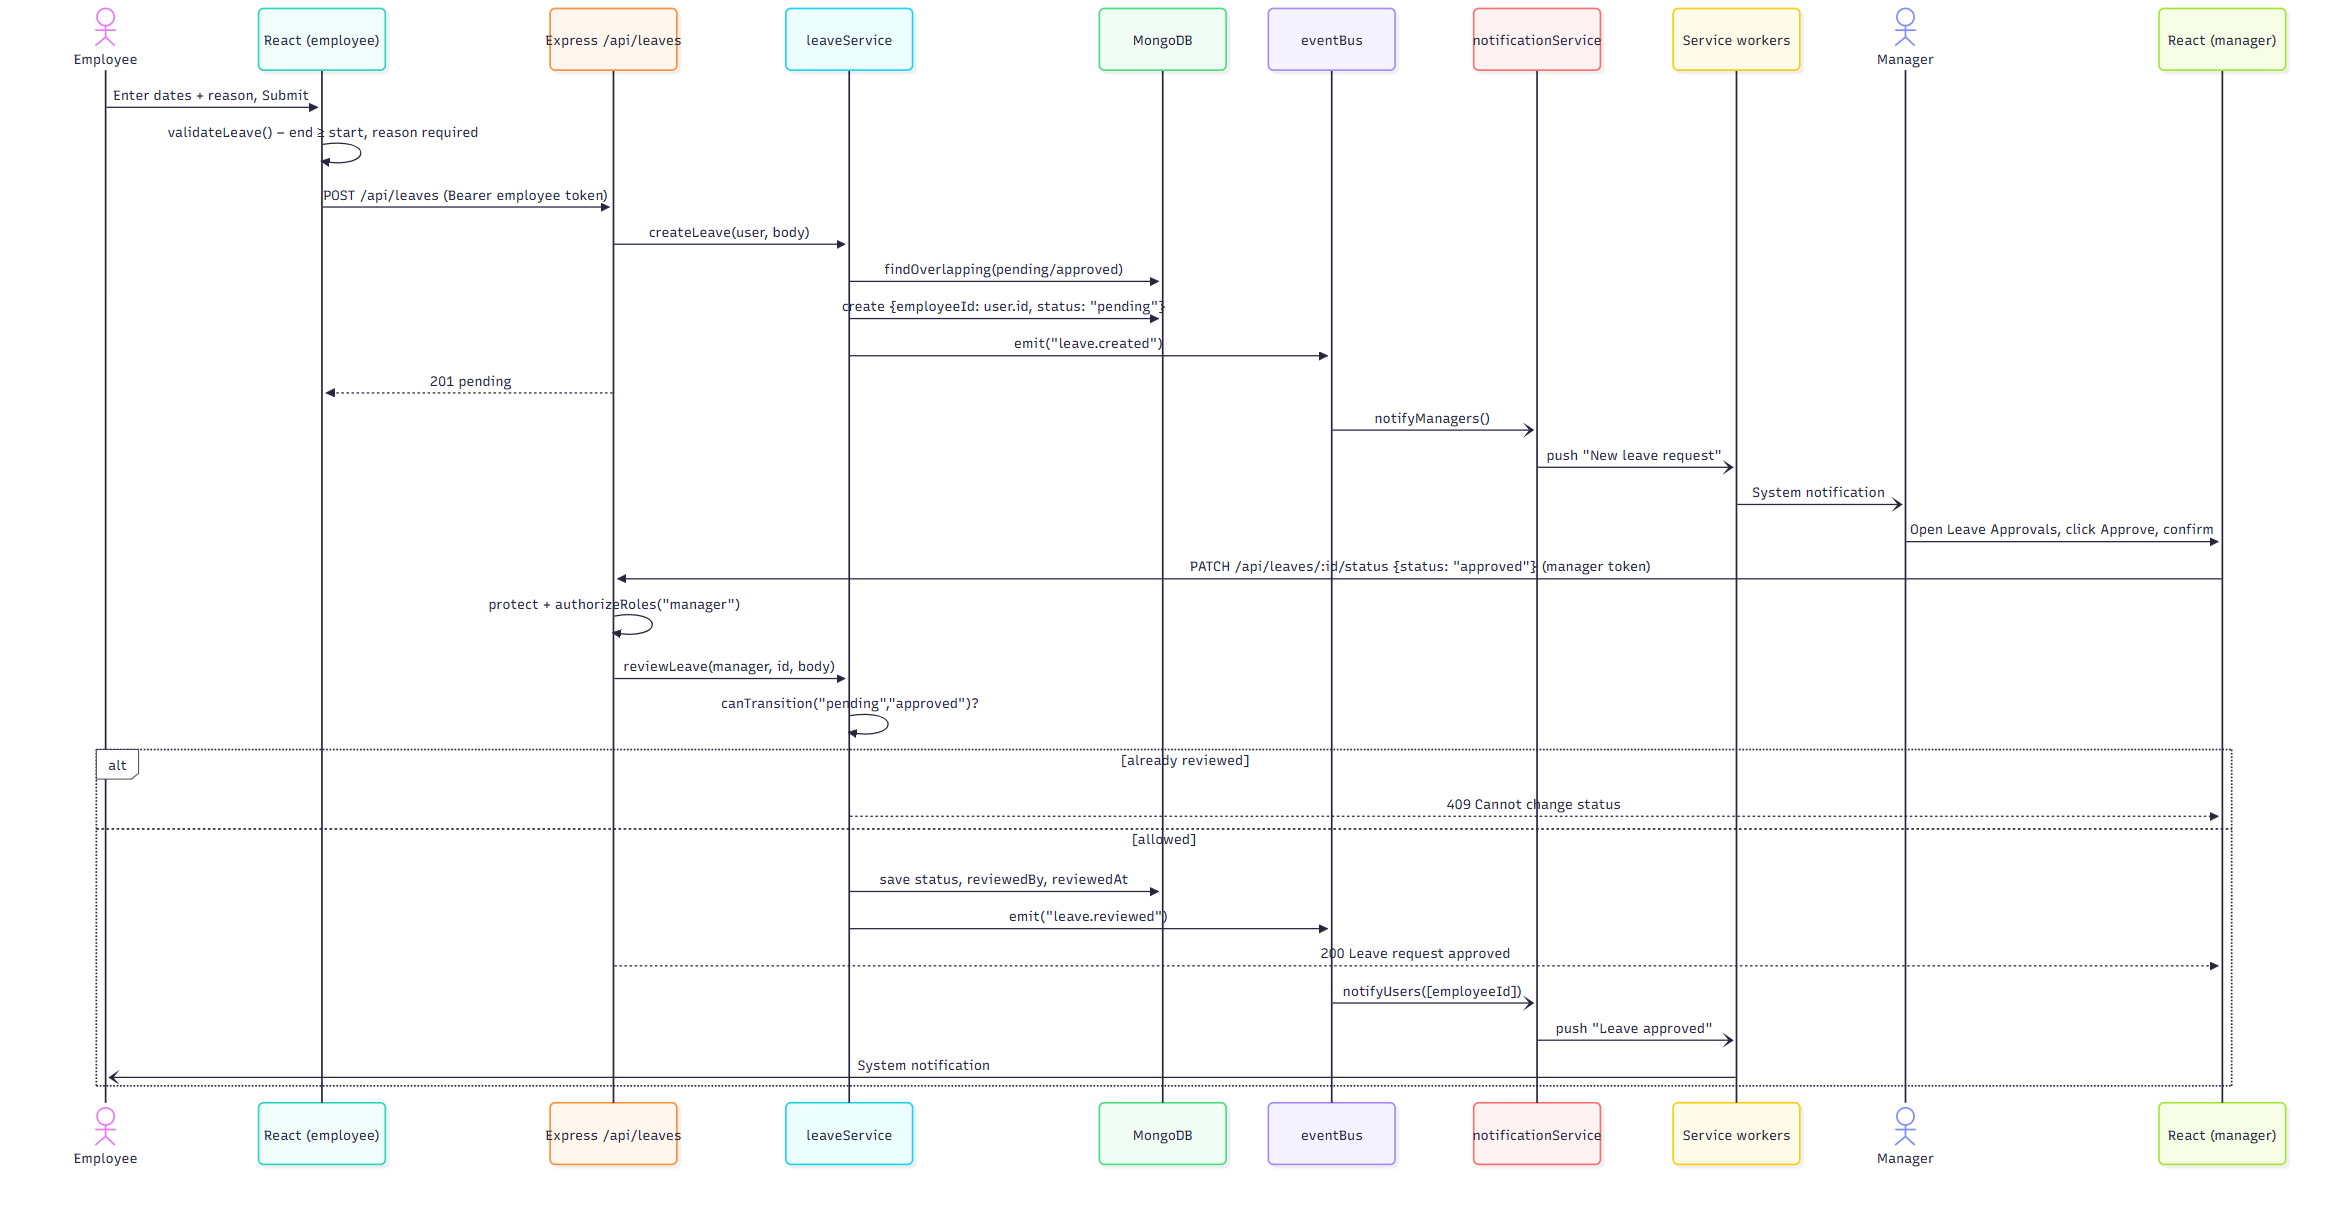 Employee
React (employee)
Express /api/leaves
leaveService
MongoDB
eventBus
notificationService
Service workers
Manager
React (manager)
Enter dates + reason, Submit
validateLeave() – end ≥ start, reason required
POST /api/leaves (Bearer employee token)
createLeave(user, body)
findOverlapping(pending/approved)
create {employeeId: user.id, status: "pending"}
emit("leave.created")
201 pending
notifyManagers()
push "New leave request"
System notification
Open Leave Approvals, click Approve, confirm
PATCH /api/leaves/:id/status {status: "approved"} (manager token)
protect + authorizeRoles("manager")
reviewLeave(manager, id, body)
canTransition("pending","approved")?
alt
[already reviewed]
409 Cannot change status
[allowed]
save status, reviewedBy, reviewedAt
emit("leave.reviewed")
200 Leave request approved
notifyUsers([employeeId])
push "Leave approved"
System notification
Employee
React (employee)
Express /api/leaves
leaveService
MongoDB
eventBus
notificationService
Service workers
Manager
React (manager)